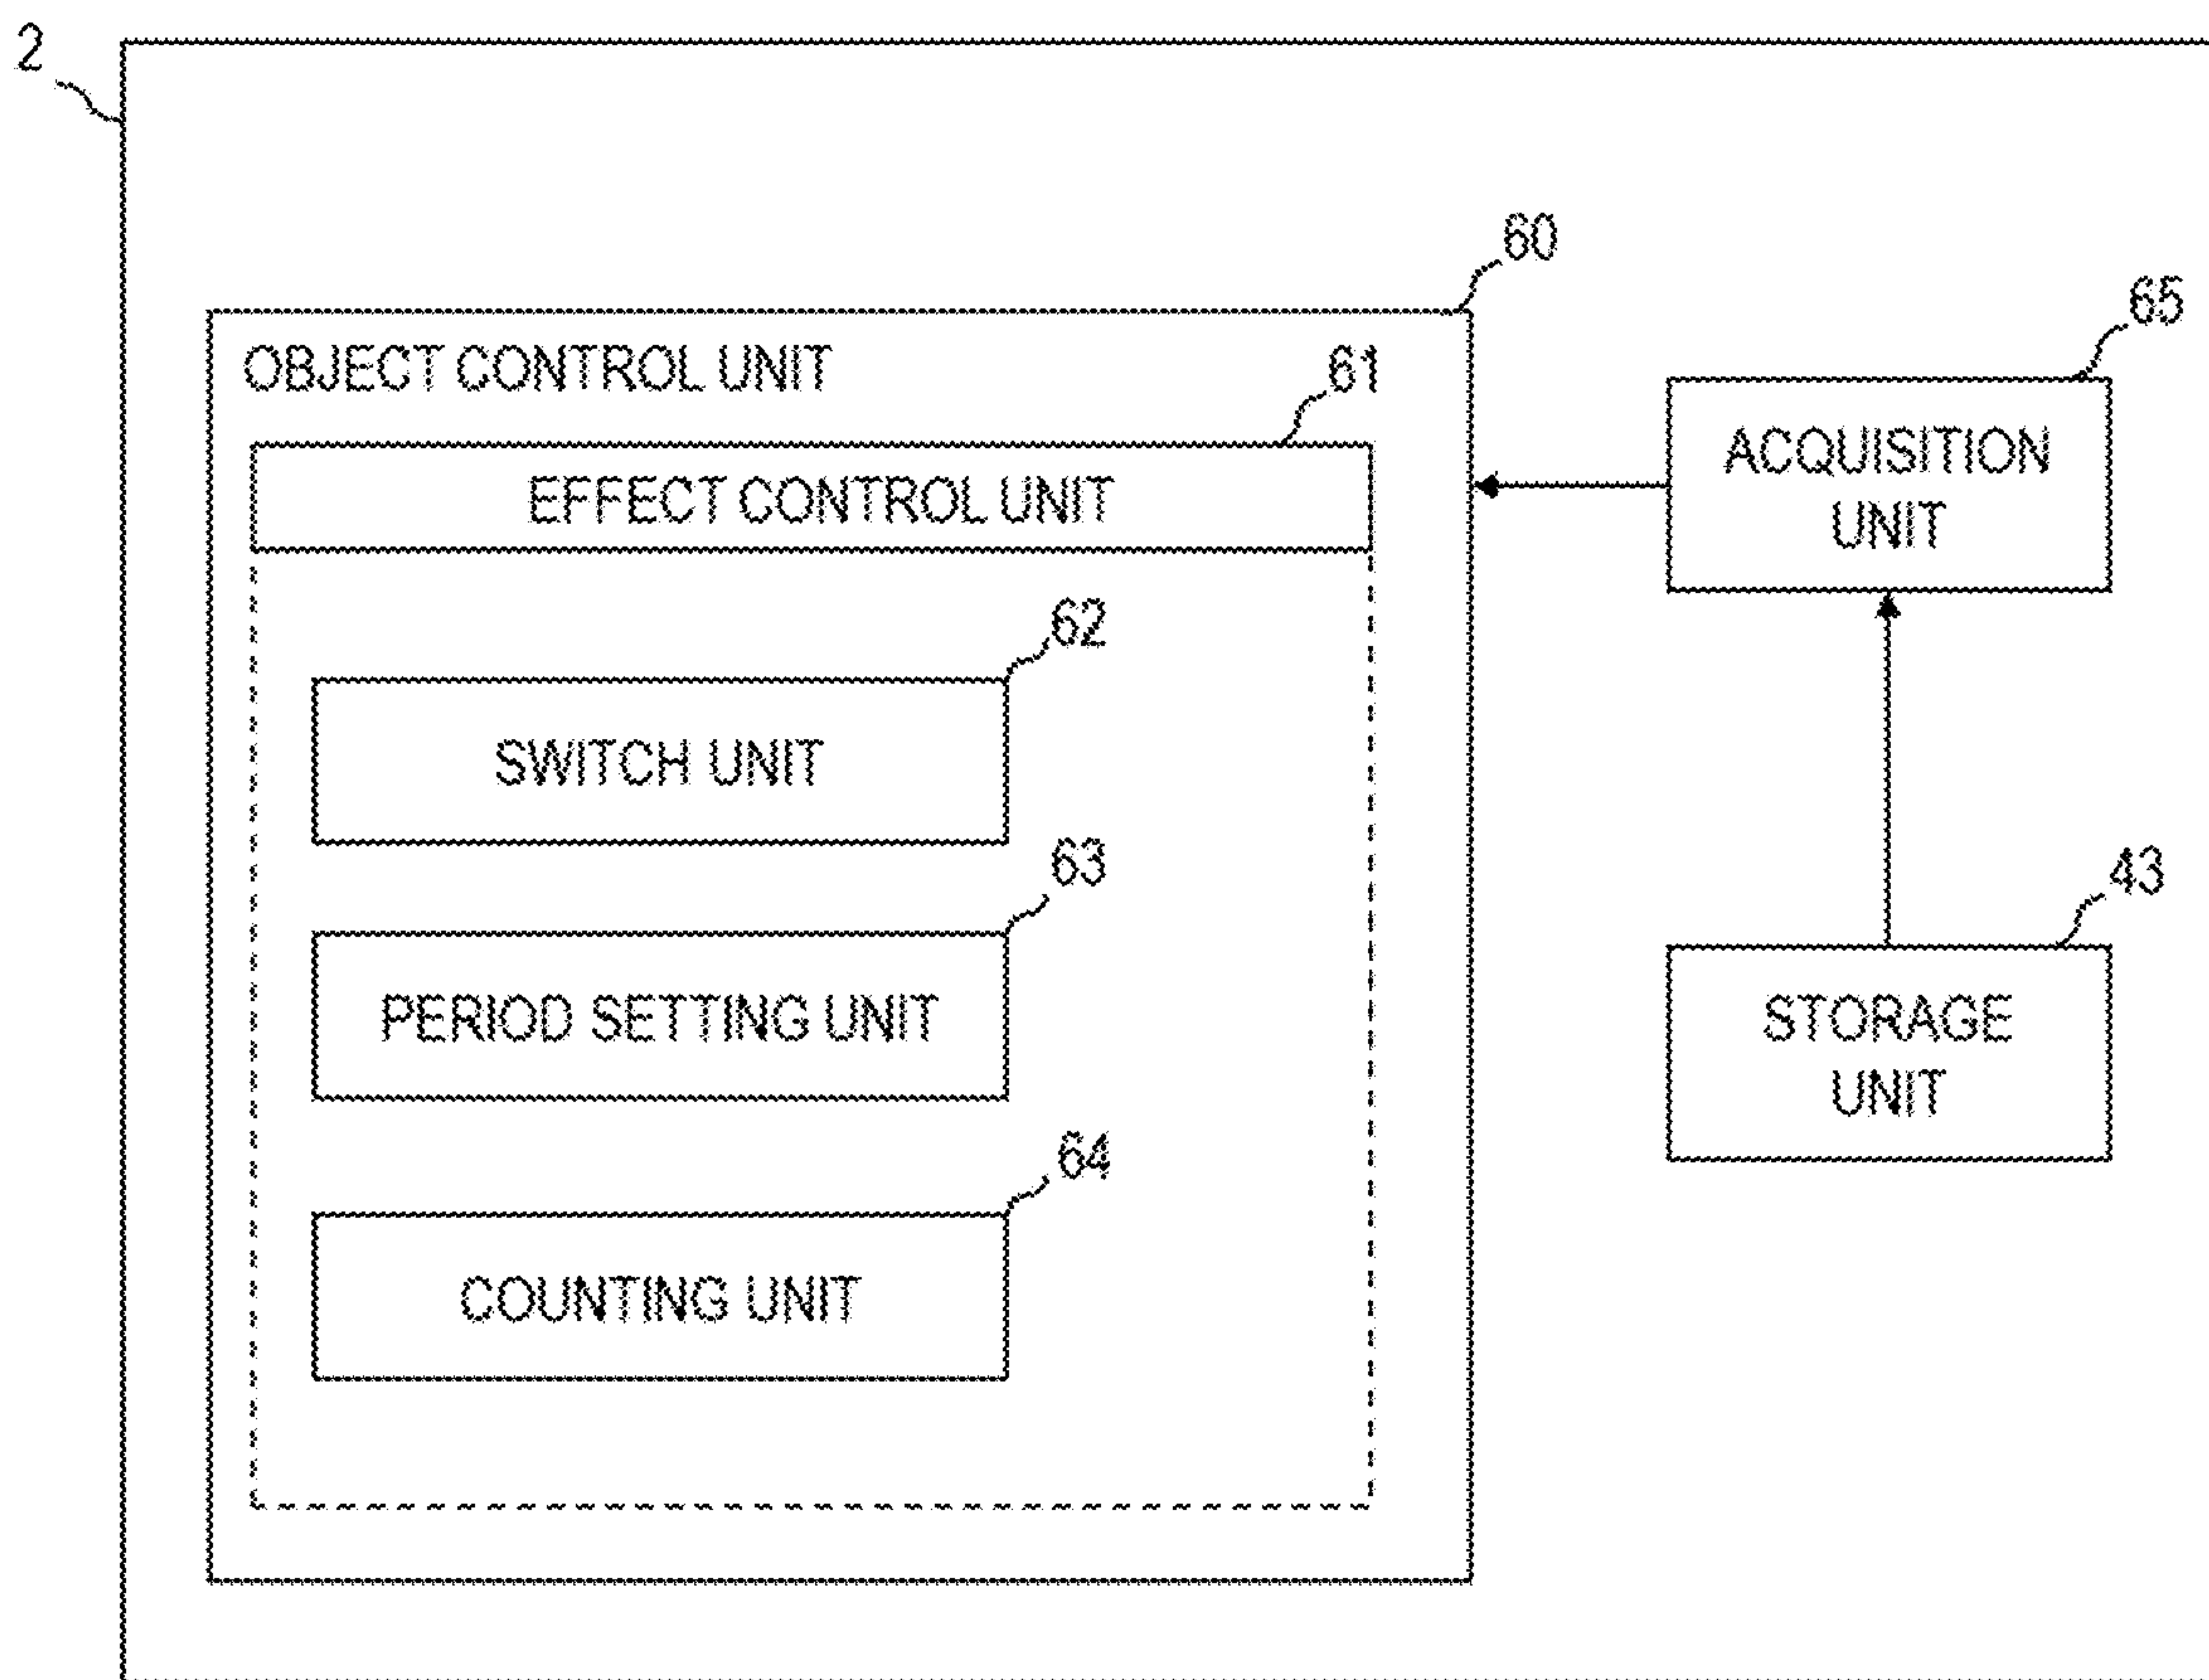 2
60
65
OBJECT CONTROL UNIT
61
ACQUISITION
UNIT
EFFECT CONTROL UNIT
62
SWITCH UNIT
63
43
PERIOD SETTING UNIT
STORAGE
UNIT
64
COUNTING UNIT